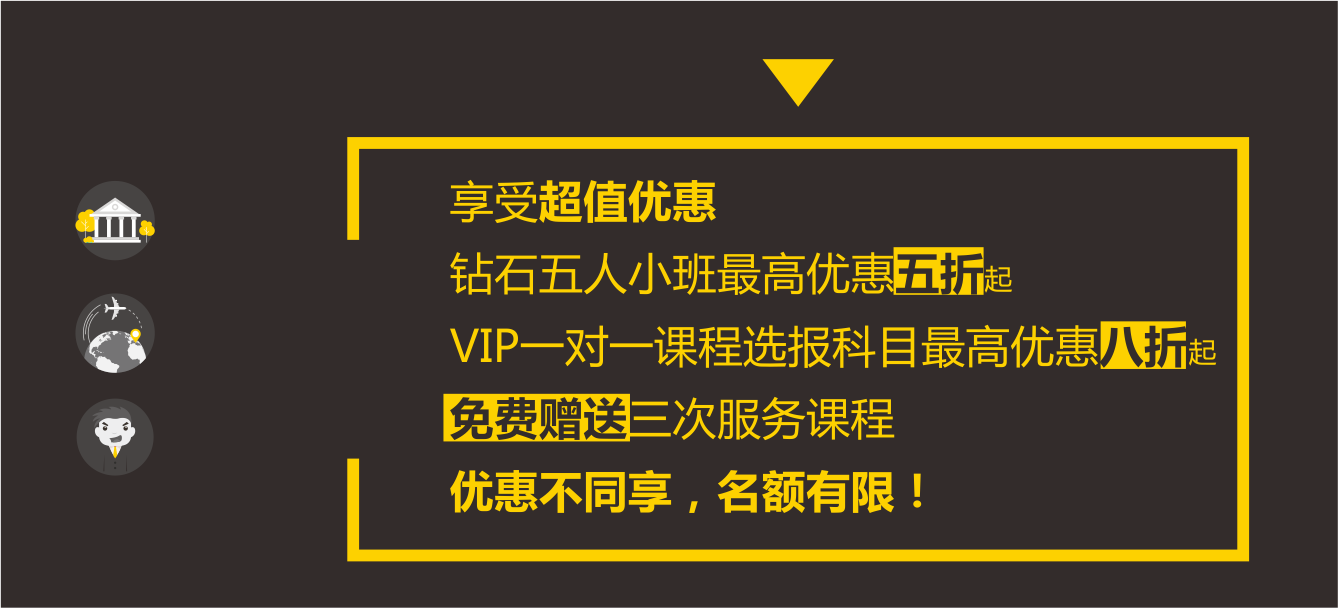 享受超值优惠
钻石五人小班最高优惠五折起
VIP一对一课程选报科目最高优惠八折起
免费赠送三次服务课程
优惠不同享，名额有限！